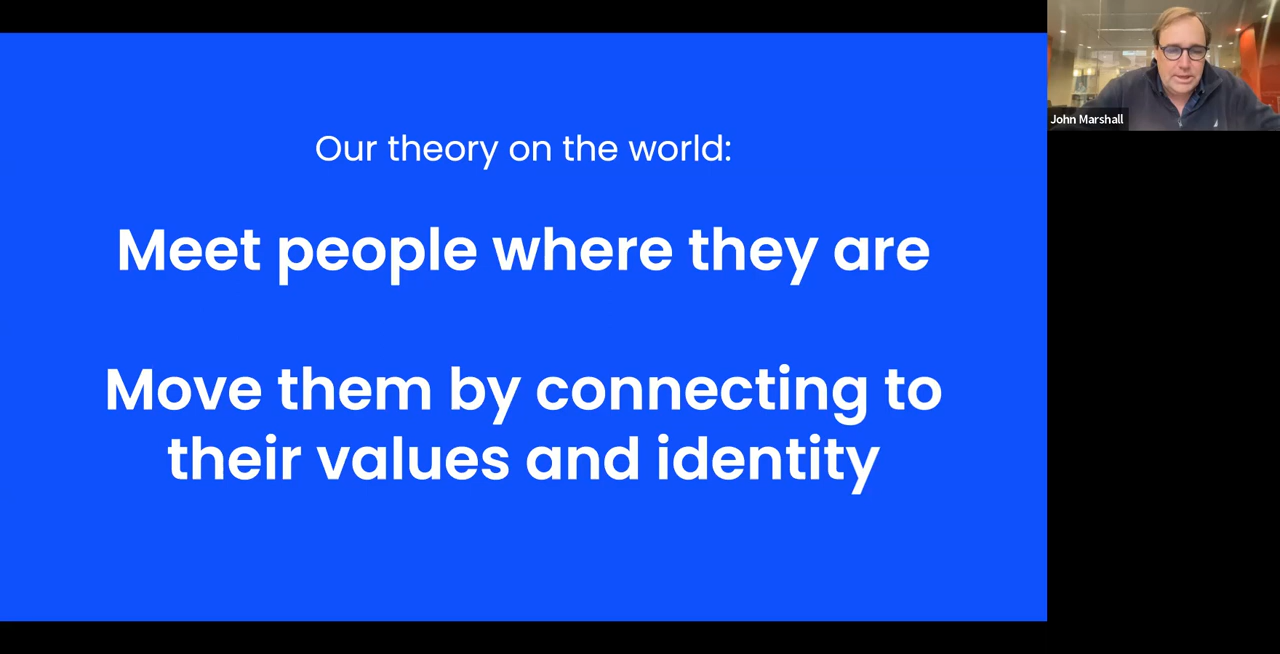 Our theory on the world:
Meet people where they are
Move them by connecting to
their values and identity
John Marshall